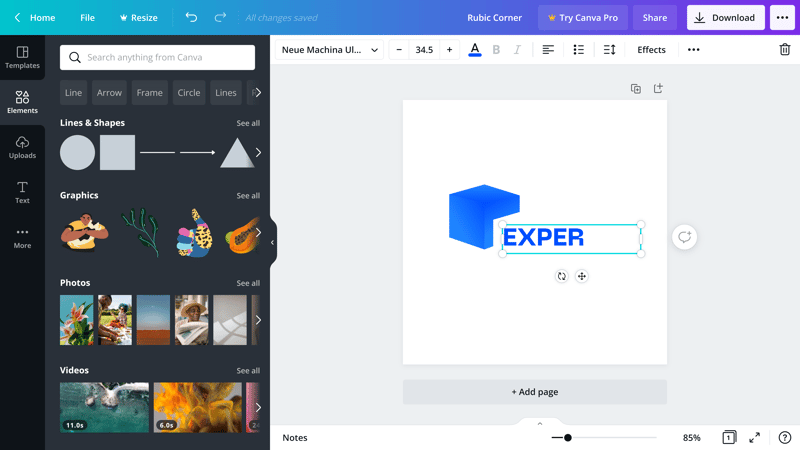 Home
File
Resize
All changes saved
Rubic Corner
Try Canva Pro
Share
Download
Templates
Elements
Uploads
Text
More
Search anything from Canva
Line
Arrow
Frame
Circle
Lines
Lines & Shapes
See all
Graphics
See all
Photos
See all
Videos
See all
11.0s
6.0s
Neue Machina Ul...
34.5
A
B
I
Effects
EXPER
+ Add page
Notes
85%
1